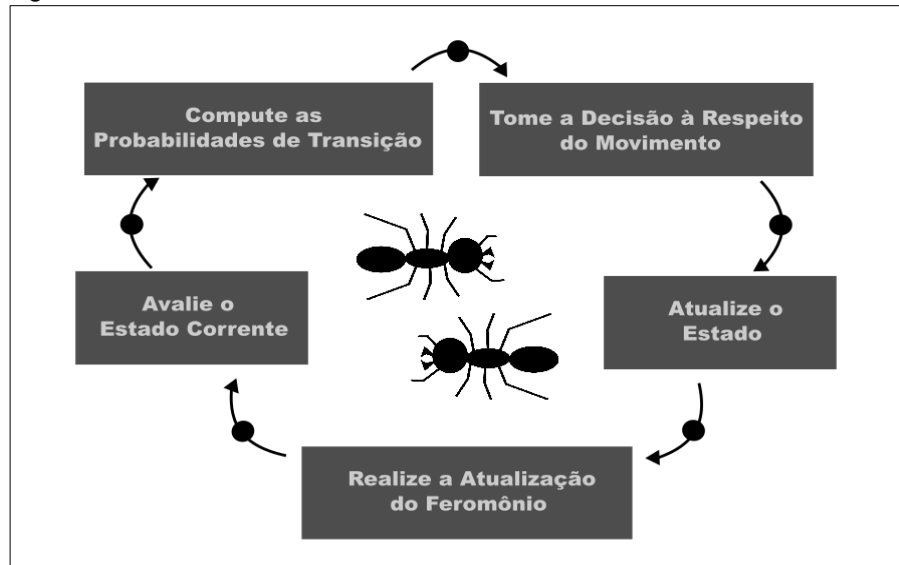 Compute as
Probabilidades de Transição
Tome a Decisão à Respeito
do Movimento
Atualize o
Estado
Realize a Atualização
do Feromônio
Avalie o
Estado Corrente